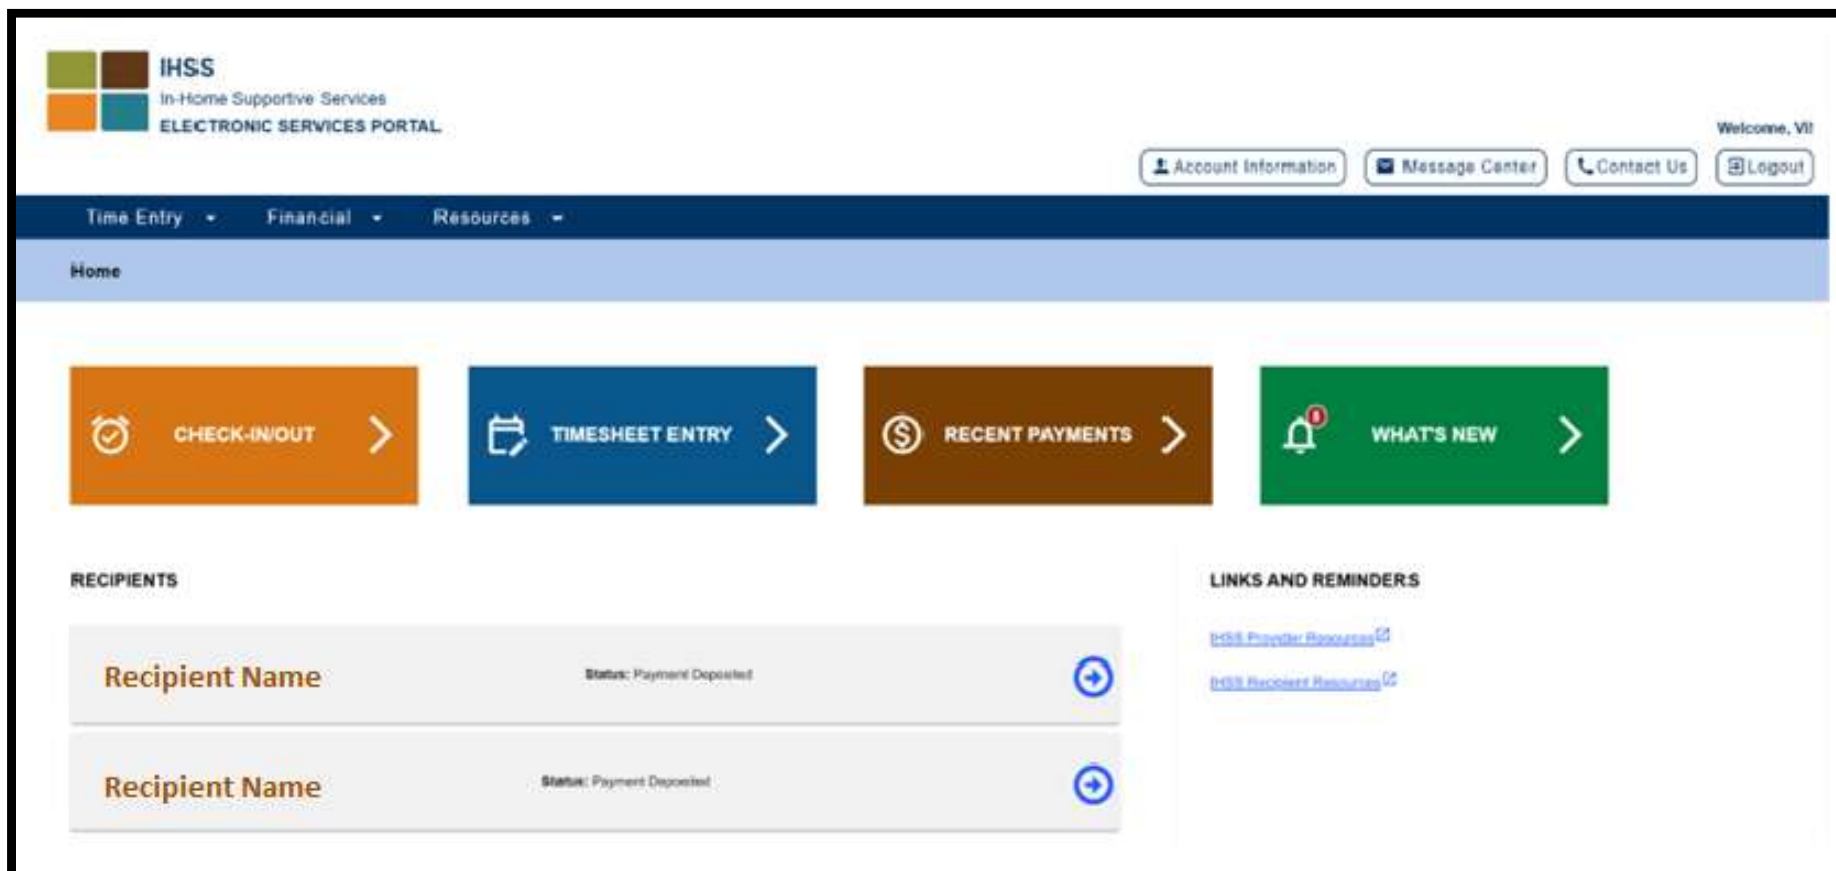 IHSS
In-Home Supportive Services
ELECTRONIC SERVICES PORTAL
Welcome, VI!
Account Information
Message Center
Contact Us
Logout
Time Entry
Financial
Resources
Home
CHECK-IN/OUT
TIMESHEET ENTRY
RECENT PAYMENTS
WHAT'S NEW
RECIPIENTS
LINKS AND REMINDERS
IHSS Provider Resources
IHSS Recipient Resources
Recipient Name
Status: Payment Deposited
Recipient Name
Status: Payment Deposited